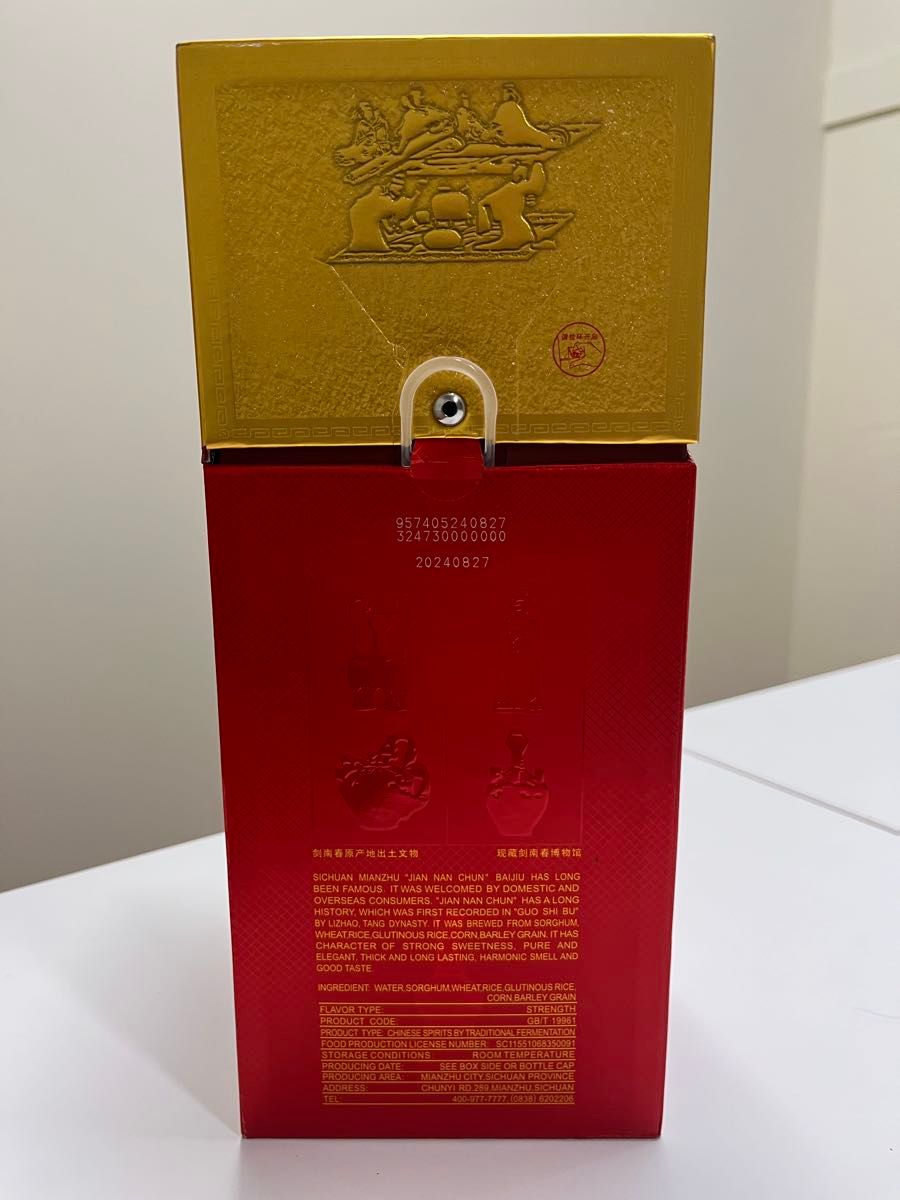 请拉环开启
957405240827
324730000000
20240827
剑南春原产地出土文物 现藏剑南春博物馆
SICHUAN MIANZHU "JIAN NAN CHUN" BAIJIU HAS LONG
BEEN FAMOUS. IT WAS WELCOMED BY DOMESTIC AND
OVERSEAS CONSUMERS. "JIAN NAN CHUN" HAS A LONG
HISTORY, WHICH WAS FIRST RECORDED IN "GUO SHI BU"
BY LIZHAO, TANG DYNASTY. IT WAS BREWED FROM SORGHUM,
WHEAT,RICE,GLUTINOUS RICE,CORN,BARLEY GRAIN. IT HAS
CHARACTER OF STRONG SWEETNESS, PURE AND
ELEGANT, THICK AND LONG LASTING, HARMONIC SMELL AND
GOOD TASTE.
INGREDIENT: WATER,SORGHUM,WHEAT,RICE,GLUTINOUS RICE,
CORN,BARLEY GRAIN
FLAVOR TYPE: STRENGTH
PRODUCT CODE: GB/T 19961
PRODUCT TYPE: CHINESE SPIRITS BY TRADITIONAL FERMENTATION
FOOD PRODUCTION LICENSE NUMBER: SC11551068350091
STORAGE CONDITIONS: ROOM TEMPERATURE
PRODUCING DATE: SEE BOX SIDE OR BOTTLE CAP
PRODUCING AREA: MIANZHU CITY,SICHUAN PROVINCE
ADDRESS: CHUNYI RD.289,MIANZHU,SICHUAN
TEL: 400-977-7777, (0838) 6202206